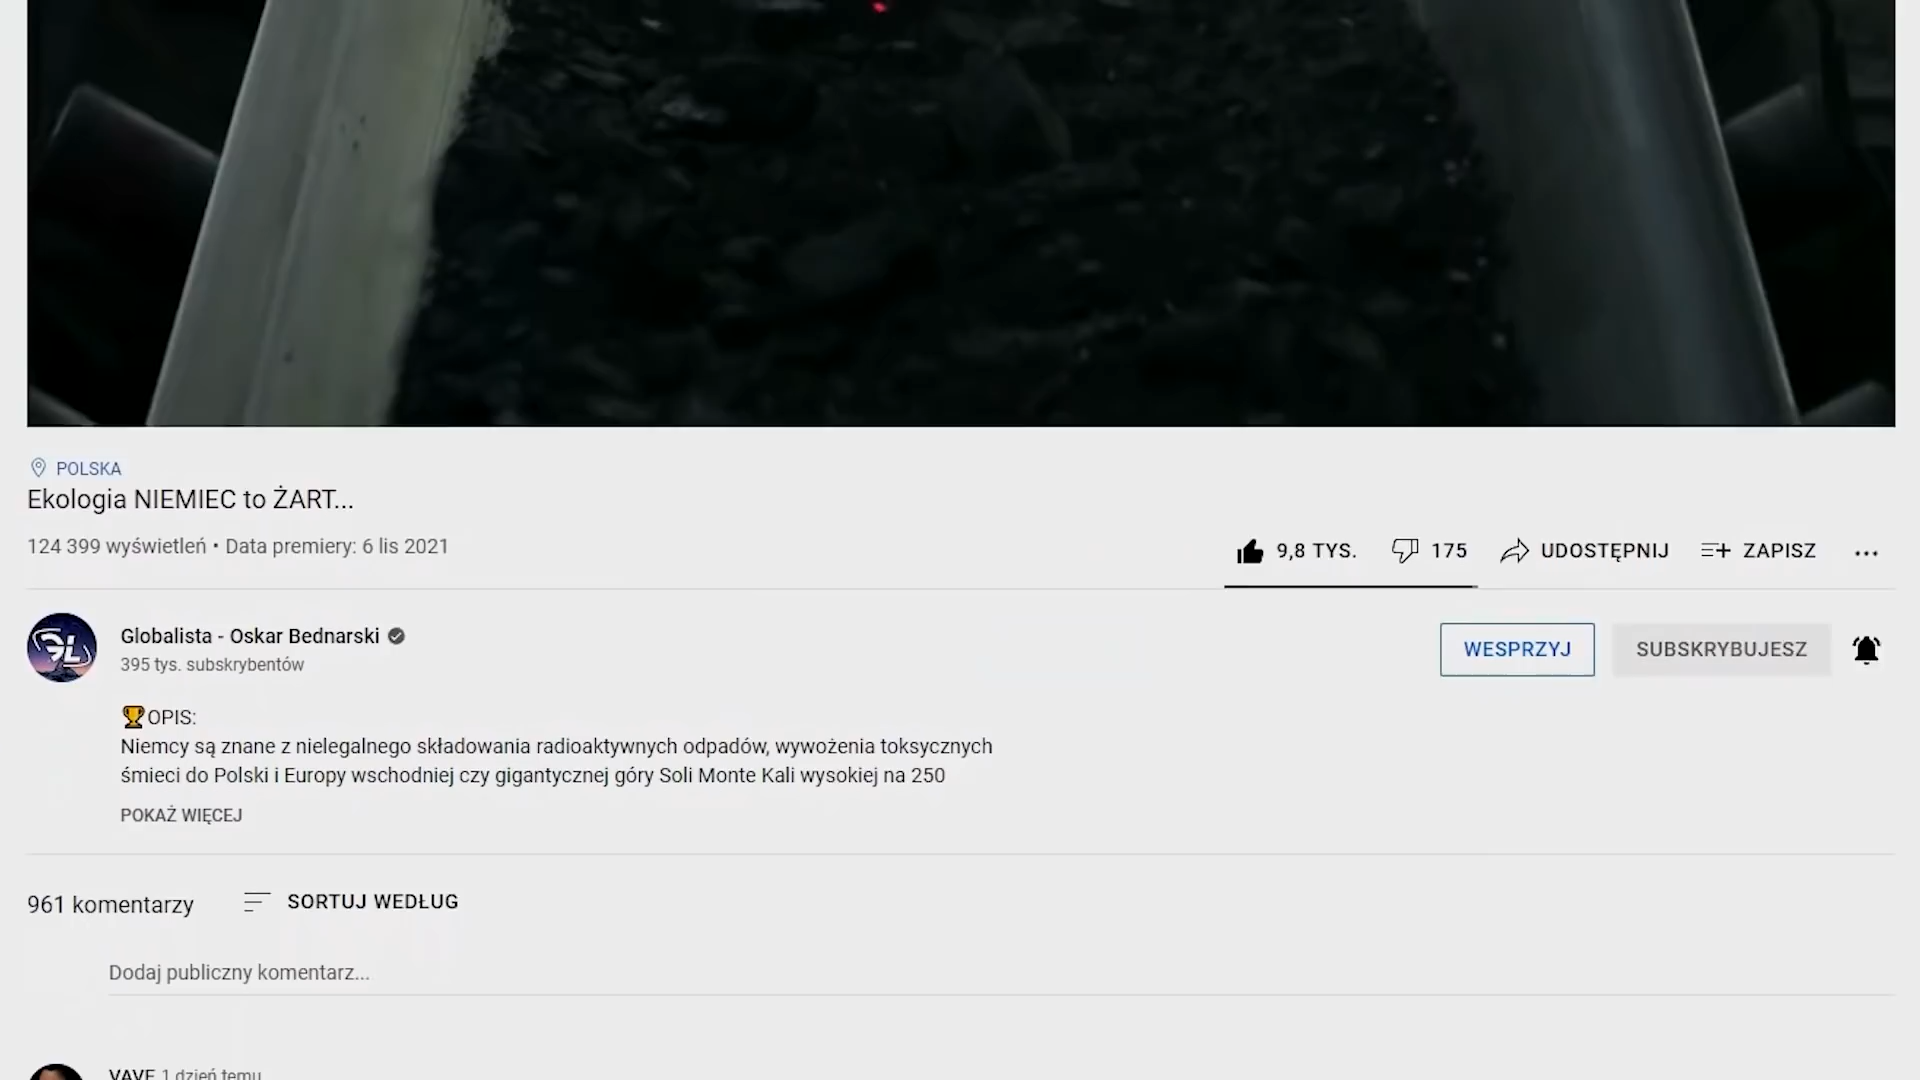 POLSKA
Ekologia NIEMIEC to ŻART...
124 399 wyświetleń • Data premiery: 6 lis 2021
9,8 TYS. 175 UDOSTĘPNIJ ZAPISZ
Globalista - Oskar Bednarski
395 tys. subskrybentów
WESPRZYJ SUBSKRYBUJESZ
🏆OPIS:
Niemcy są znane z nielegalnego składowania radioaktywnych odpadów, wywożenia toksycznych
śmieci do Polski i Europy wschodniej czy gigantycznej góry Soli Monte Kali wysokiej na 250
POKAŻ WIĘCEJ
961 komentarzy SORTUJ WEDŁUG
Dodaj publiczny komentarz...
VAVE 1 dzień temu